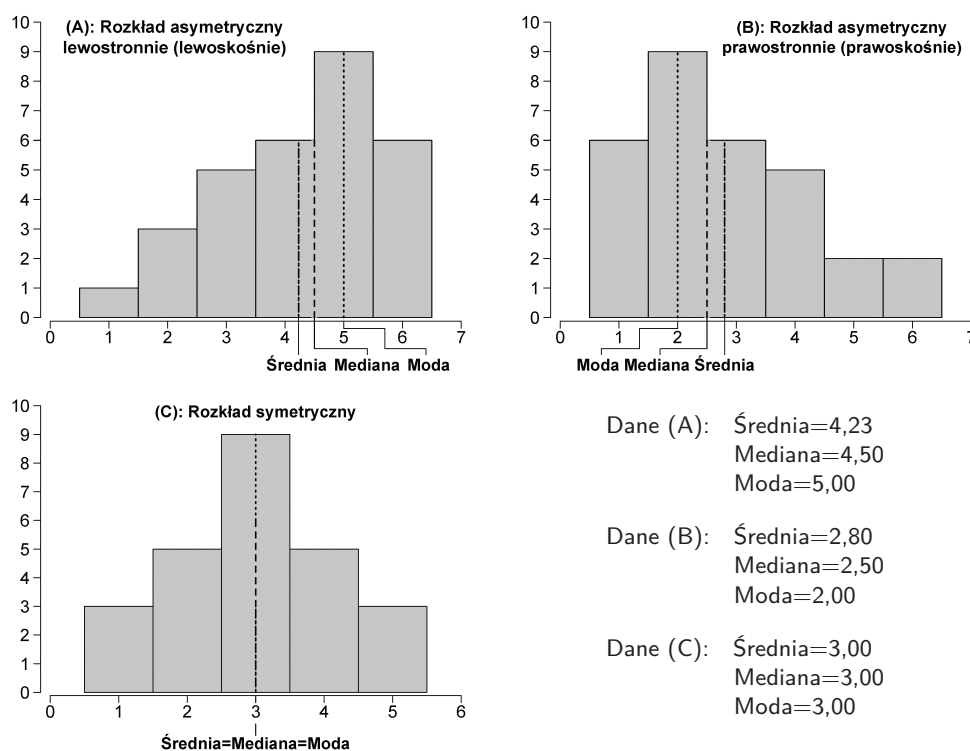 (A): Rozkład asymetryczny
lewostronnie (lewoskośnie)
10
9
8
7
6
5
4
3
2
1
0
0 1 2 3 4 5 6 7
Średnia Mediana Moda
(B): Rozkład asymetryczny
prawostronnie (prawoskośnie)
10
9
8
7
6
5
4
3
2
1
0
0 1 2 3 4 5 6 7
Moda Mediana Średnia
(C): Rozkład symetryczny
10
9
8
7
6
5
4
3
2
1
0
0 1 2 3 4 5 6
Średnia=Mediana=Moda
Dane (A): Średnia=4,23
Mediana=4,50
Moda=5,00
Dane (B): Średnia=2,80
Mediana=2,50
Moda=2,00
Dane (C): Średnia=3,00
Mediana=3,00
Moda=3,00